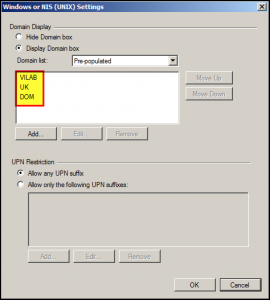 Windows or NIS (UNIX) Settings
Domain Display
Hide Domain box
Display Domain box
Domain list: Pre-populated
VILAB
UK
DOM
Move Up
Move Down
Add... Edit... Remove
UPN Restriction
Allow any UPN suffix
Allow only the following UPN suffixes:
Add... Edit... Remove
OK Cancel